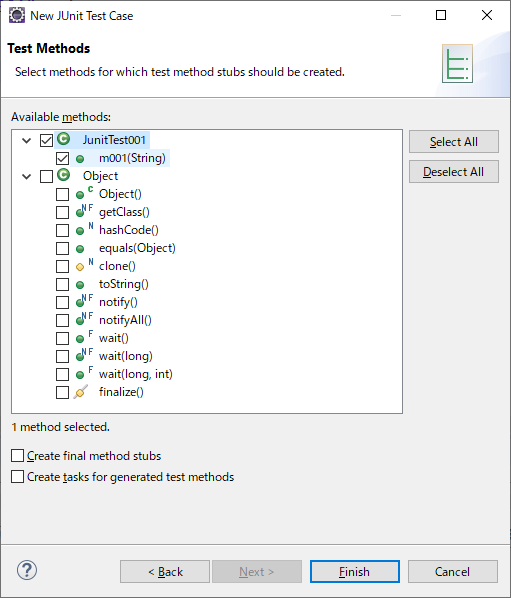 New JUnit Test Case
Test Methods
Select methods for which test method stubs should be created.
Available methods:
JunitTest001
m001(String)
Object
C Object()
N F getClass()
N hashCode()
equals(Object)
N clone()
toString()
N F notify()
N F notifyAll()
F wait()
N F wait(long)
F wait(long, int)
finalize()
Select All
Deselect All
1 method selected.
Create final method stubs
Create tasks for generated test methods
? < Back Next > Finish Cancel